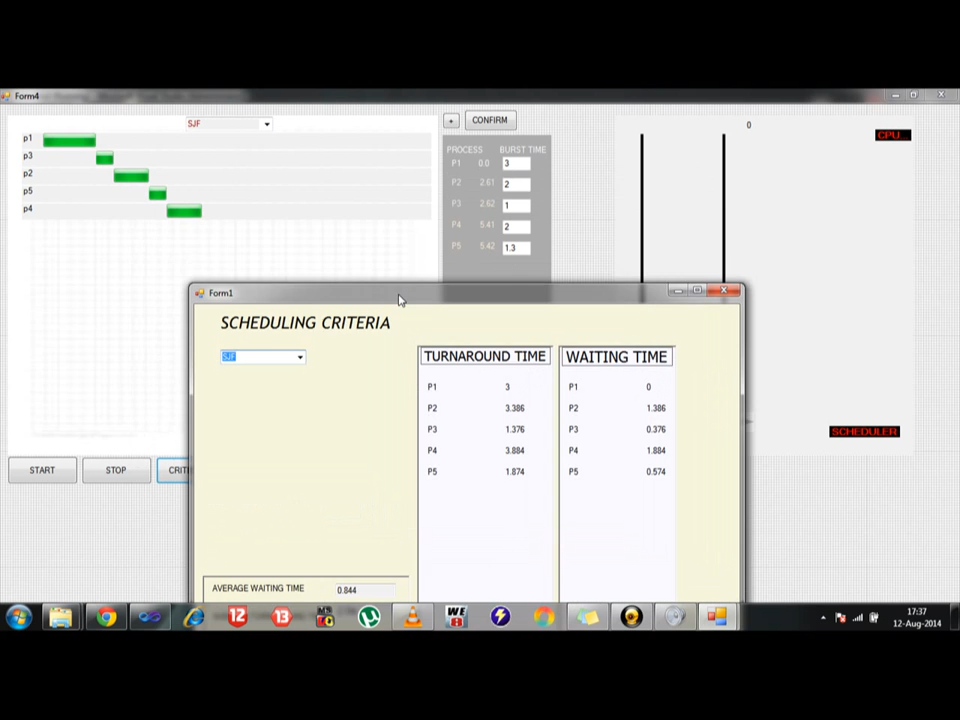 Form4
SJF
+
CONFIRM
0
CPU...
p1
p3
p2
p5
p4
PROCESS BURST TIME
P1 0.0 3
P2 2.61 2
P3 2.62 1
P4 5.41 2
P5 5.42 1.3
Form1
SCHEDULING CRITERIA
SJF
TURNAROUND TIME
WAITING TIME
P1 3 P1 0
P2 3.386 P2 1.386
P3 1.376 P3 0.376
P4 3.884 P4 1.884
P5 1.874 P5 0.574
SCHEDULER
START
STOP
CRITE
AVERAGE WAITING TIME 0.844
12
13
WE
17:37
12-Aug-2014